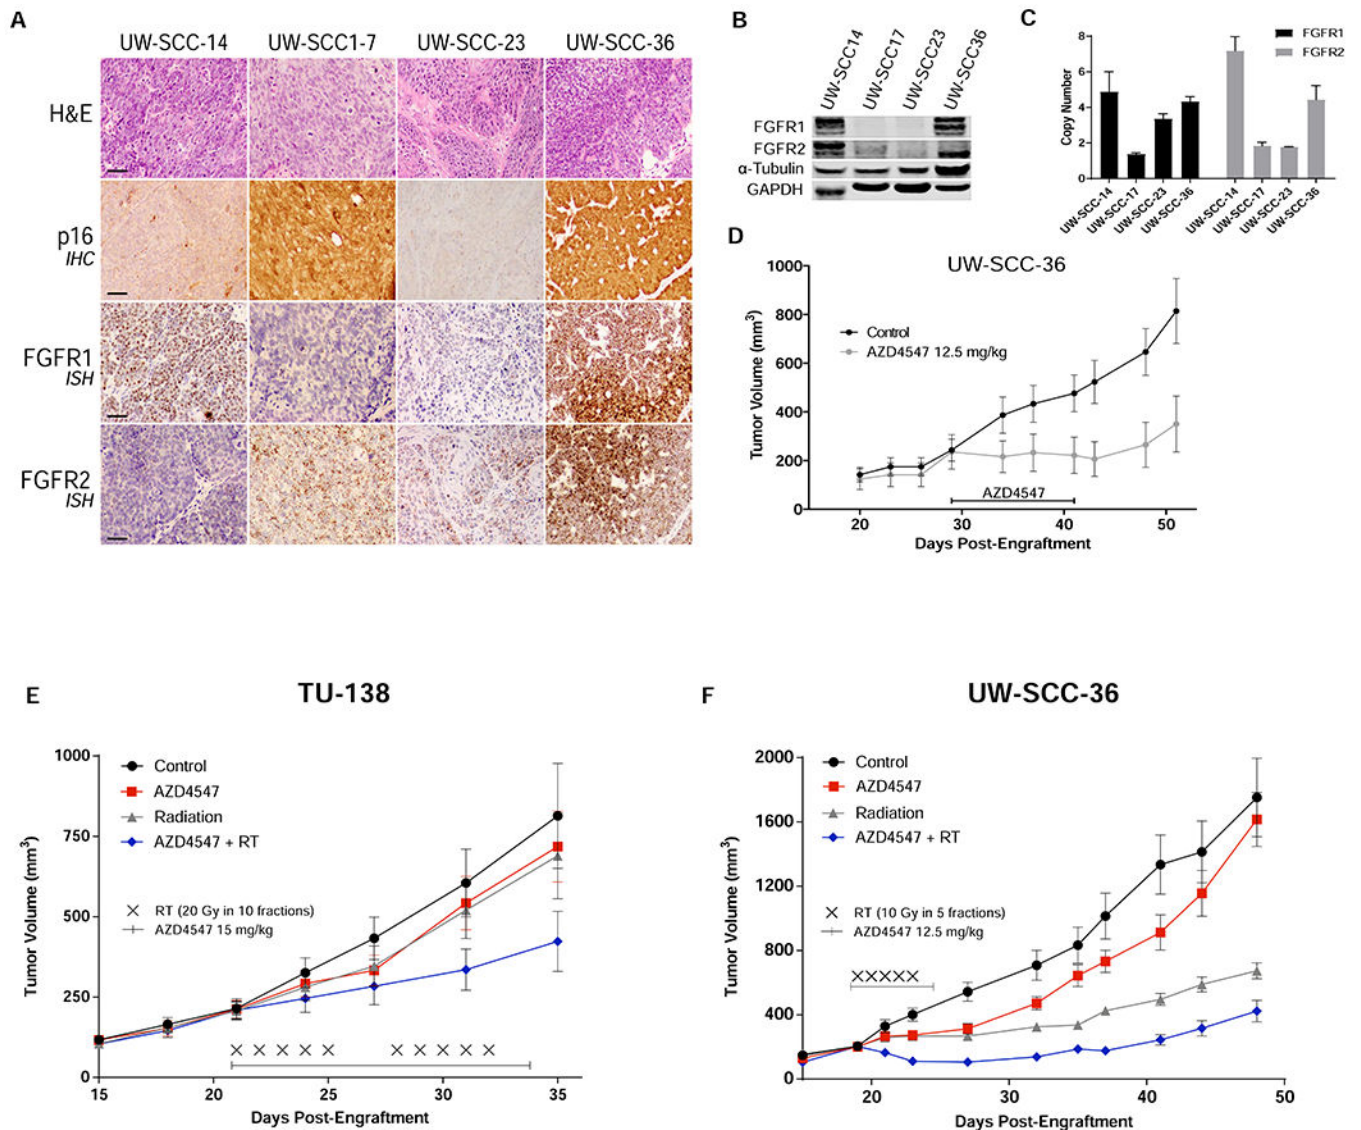 A
UW-SCC-14 UW-SCC1-7 UW-SCC-23 UW-SCC-36
H&E
p16
IHC
FGFR1
ISH
FGFR2
ISH
B
UW-SCC14 UW-SCC17 UW-SCC23 UW-SCC36
FGFR1
FGFR2
α-Tubulin
GAPDH
C
FGFR1
FGFR2
Copy Number
8
6
4
2
0
UW-SCC-14 UW-SCC-17 UW-SCC-23 UW-SCC-36 UW-SCC-14 UW-SCC-17 UW-SCC-23 UW-SCC-36
D
UW-SCC-36
Control
AZD4547 12.5 mg/kg
Tumor Volume (mm³)
1000
800
600
400
200
0
AZD4547
20 30 40 50
Days Post-Engraftment
E
TU-138
Control
AZD4547
Radiation
AZD4547 + RT
RT (20 Gy in 10 fractions)
AZD4547 15 mg/kg
Tumor Volume (mm³)
1000
750
500
250
0
15 20 25 30 35
Days Post-Engraftment
F
UW-SCC-36
Control
AZD4547
Radiation
AZD4547 + RT
RT (10 Gy in 5 fractions)
AZD4547 12.5 mg/kg
Tumor Volume (mm³)
2000
1600
1200
800
400
0
20 30 40 50
Days Post-Engraftment